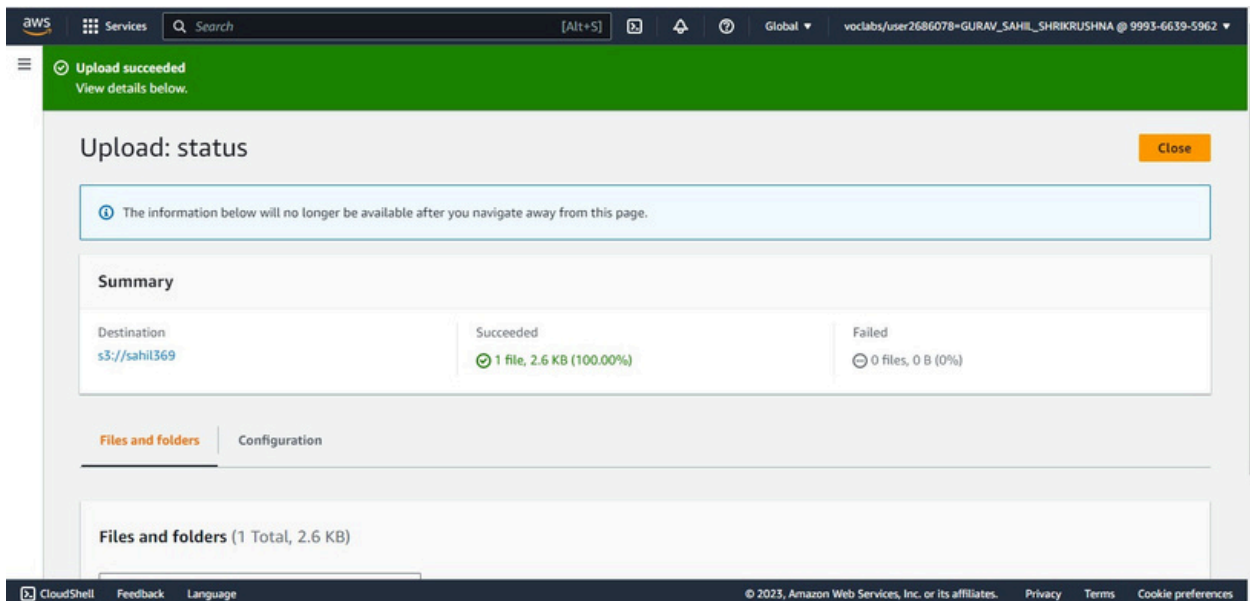 aws Services Search [Alt+S] Global voclabs/user2686078=GURAV_SAHIL_SHRIKRUSHNA @ 9993-6639-5962
Upload succeeded
View details below.
Upload: status
Close
The information below will no longer be available after you navigate away from this page.
Summary
Destination
s3://sahil369
Succeeded
1 file, 2.6 KB (100.00%)
Failed
0 files, 0 B (0%)
Files and folders Configuration
Files and folders (1 Total, 2.6 KB)
CloudShell Feedback Language © 2023, Amazon Web Services, Inc. or its affiliates. Privacy Terms Cookie preferences